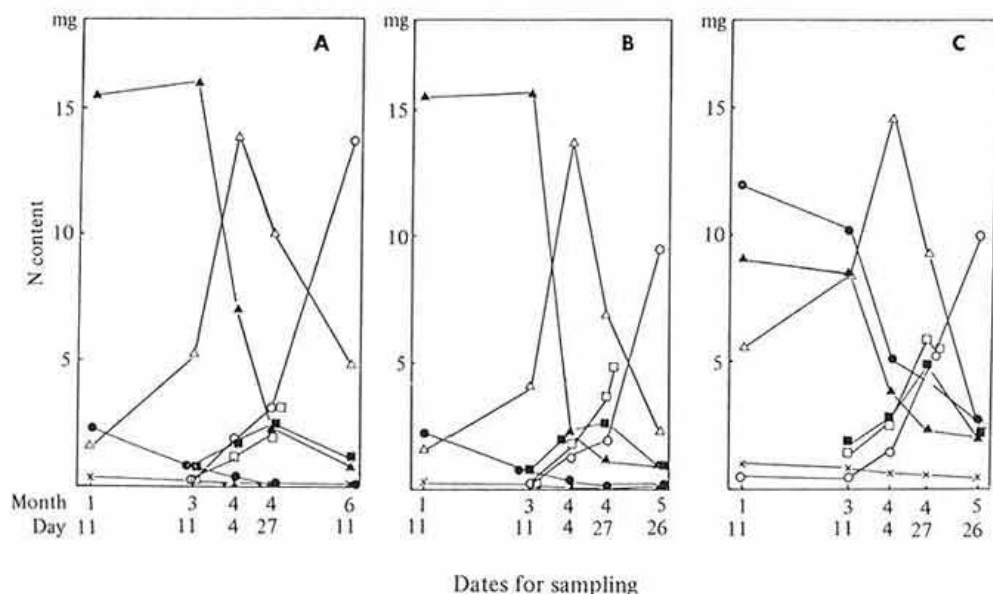 mg mg mg
A B C
15 15 15
10 10 10
5 5 5
N content
Month 1 3 4 4 6 1 3 4 4 5 1 3 4 4 5
Day 11 11 4 27 11 11 11 4 27 26 11 11 4 27 26
Dates for sampling